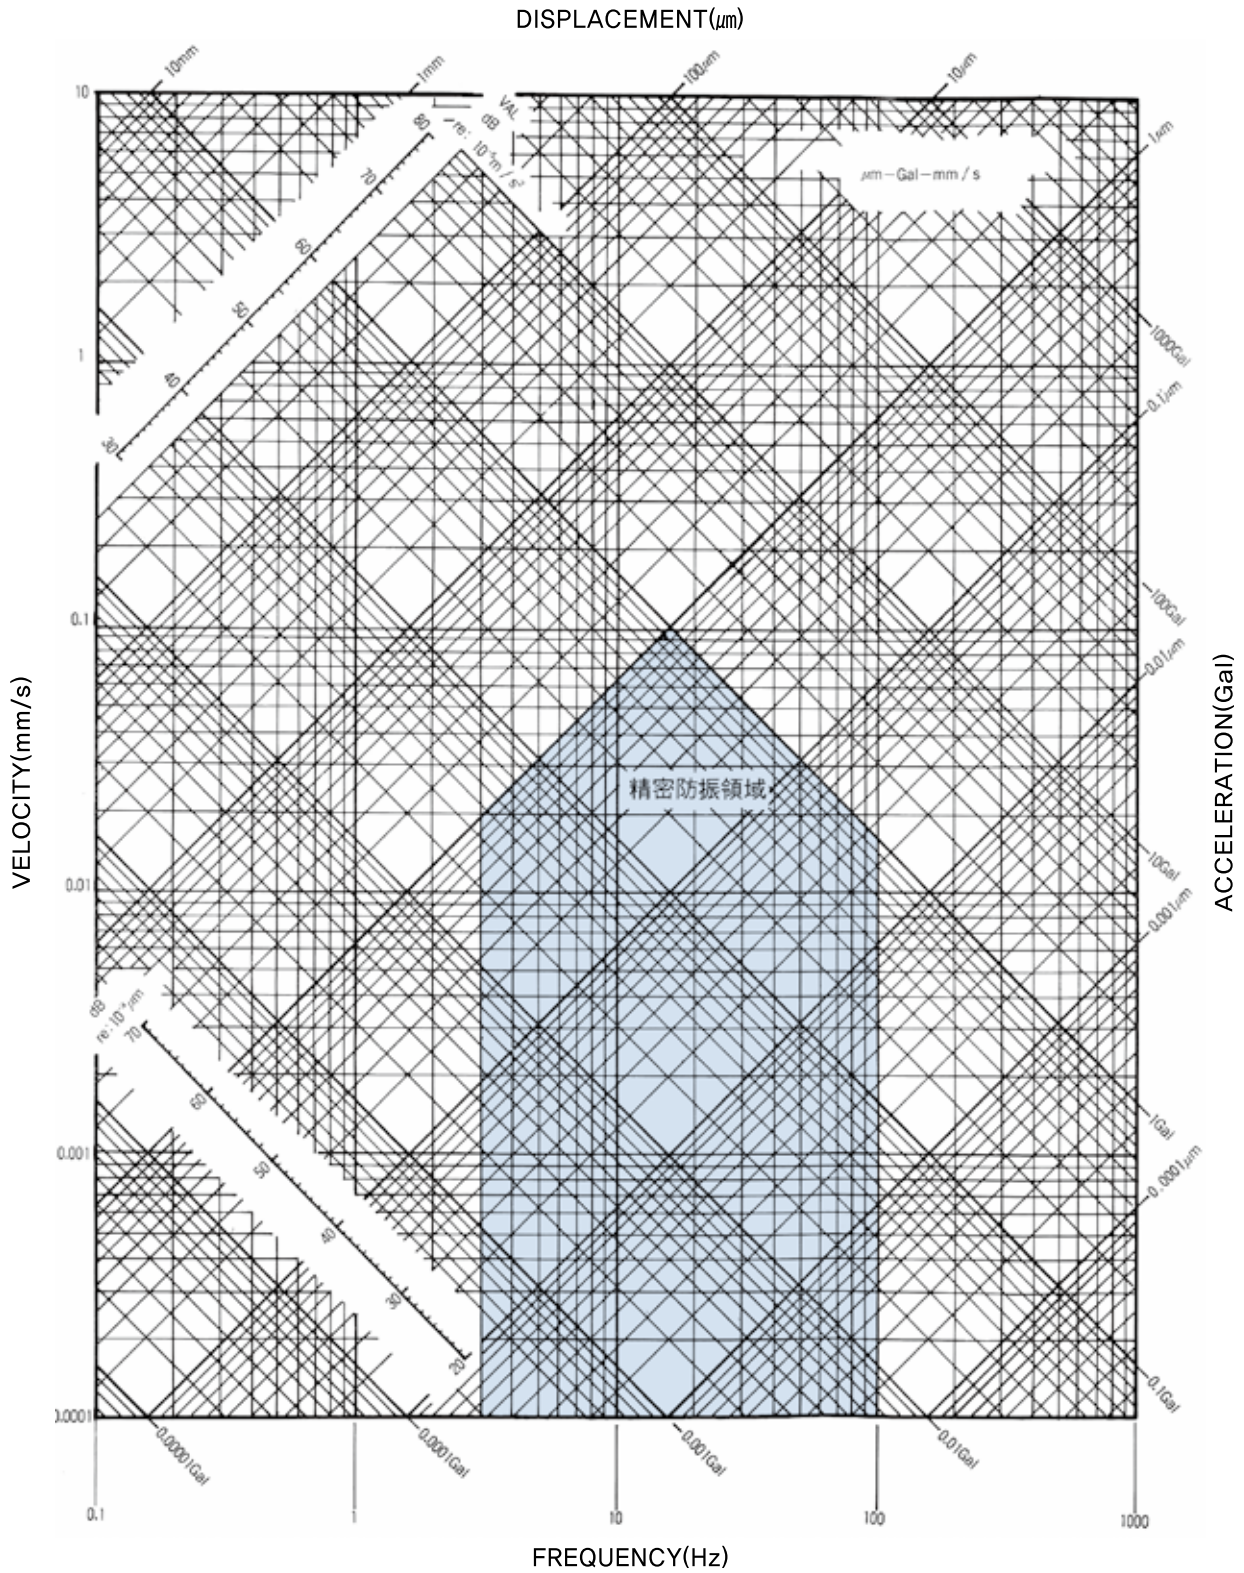 DISPLACEMENT(μm)
10mm
1mm
100μm
10μm
1μm
10
VAL
dB
re: 10⁻⁵m/s²
80
70
60
50
40
30
μm-Gal-mm/s
1000Gal
1
0.1μm
100Gal
0.1
0.01μm
VELOCITY(mm/s)
ACCELERATION(Gal)
精密防振領域
10Gal
0.01
0.001μm
dB
70
60
50
40
30
20
1Gal
0.001
0.0001μm
0.1Gal
0.0001
0.00001Gal
0.0001Gal
0.001Gal
0.01Gal
0.1
1
10
100
1000
FREQUENCY(Hz)